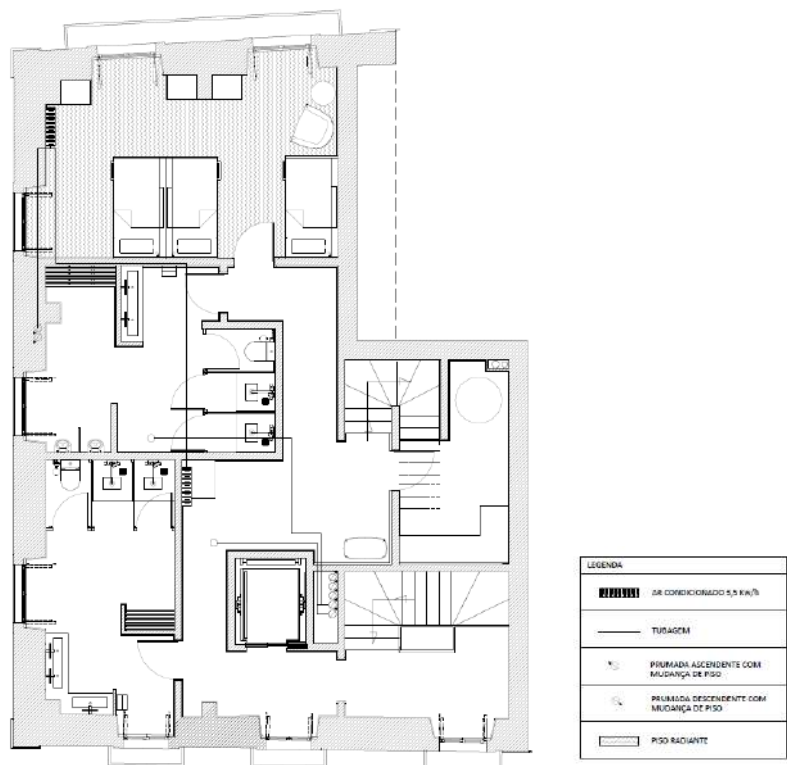 LEGENDA
AR CONDICIONADO 5,5 KW/h
TUBAGEM
PRUMADA ASCENDENTE COM
MUDANÇA DE PISO
PRUMADA DESCENDENTE COM
MUDANÇA DE PISO
PISO RADIANTE